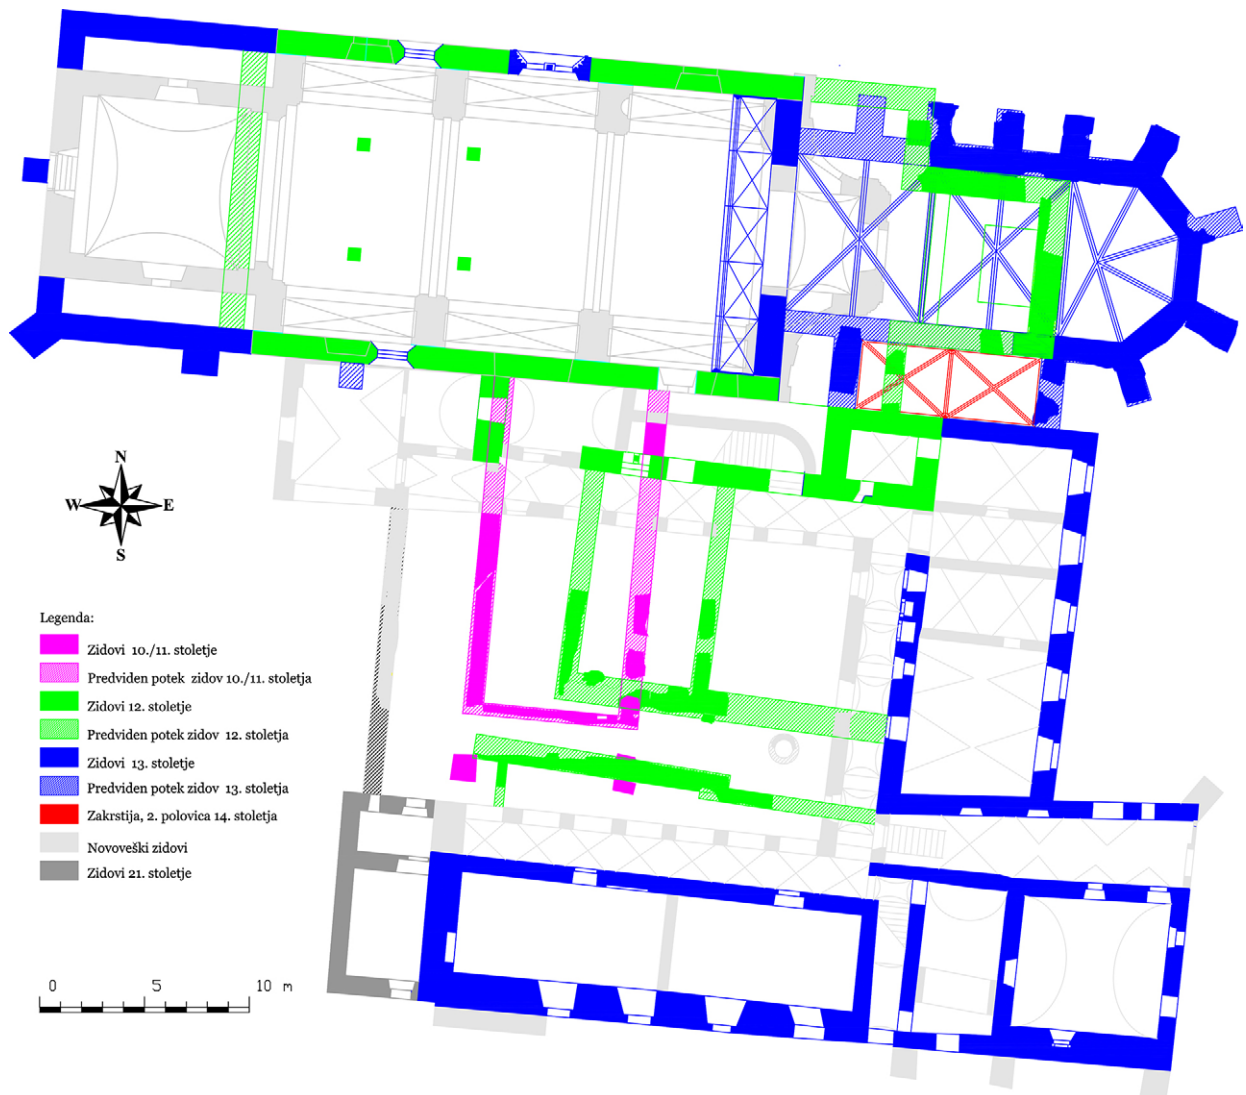 N
W E
S
Legenda:
Zidovi 10./11. stoletje
Predviden potek zidov 10./11. stoletja
Zidovi 12. stoletje
Predviden potek zidov 12. stoletja
Zidovi 13. stoletje
Predviden potek zidov 13. stoletja
Zakrstija, 2. polovica 14. stoletja
Novoveški zidovi
Zidovi 21. stoletje
0 5 10 m